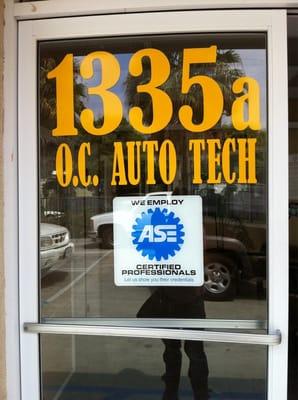 1335a
O.C. AUTO TECH
WE EMPLOY
ASE
CERTIFIED
PROFESSIONALS
Let us show you their credentials.